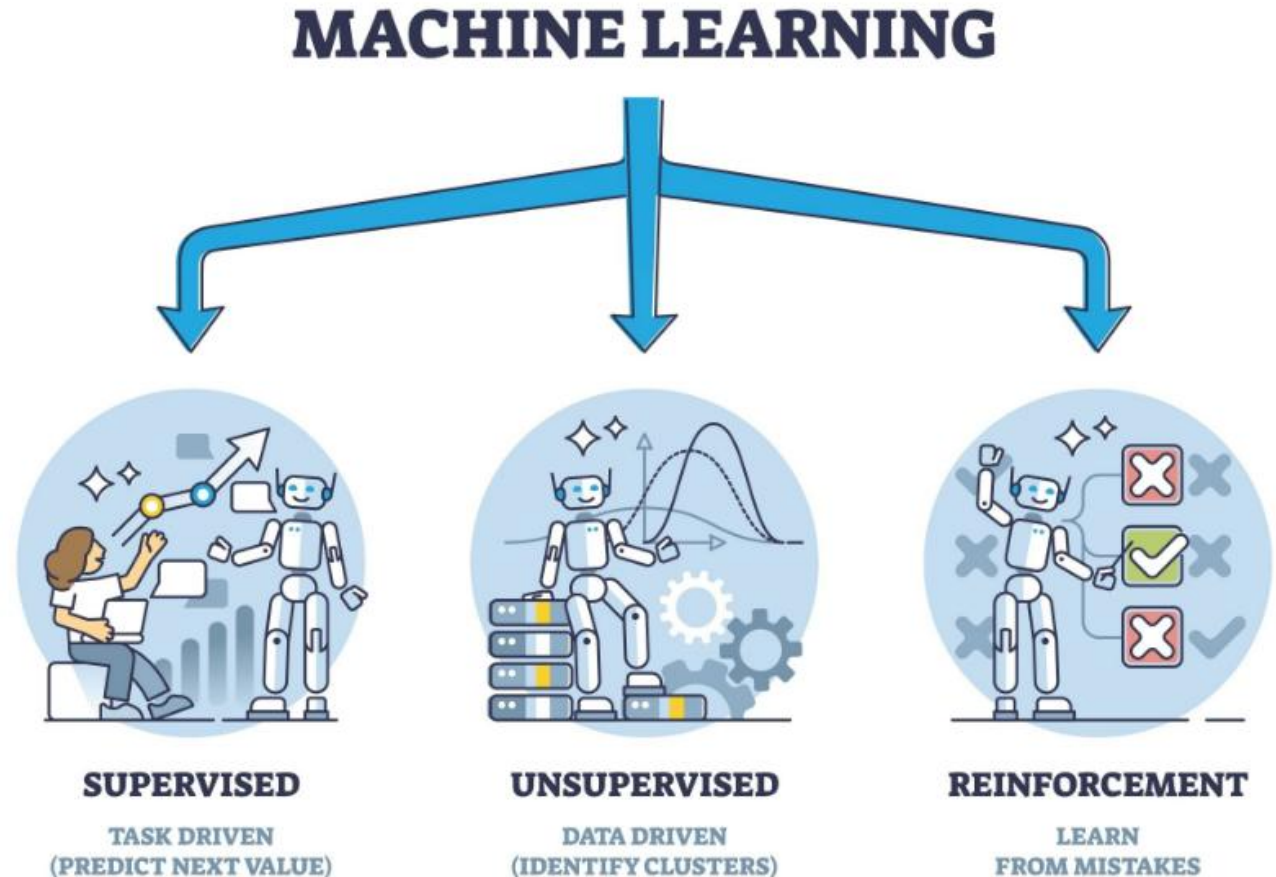 MACHINE LEARNING
SUPERVISED
TASK DRIVEN
(PREDICT NEXT VALUE)
UNSUPERVISED
DATA DRIVEN
(IDENTIFY CLUSTERS)
REINFORCEMENT
LEARN
FROM MISTAKES